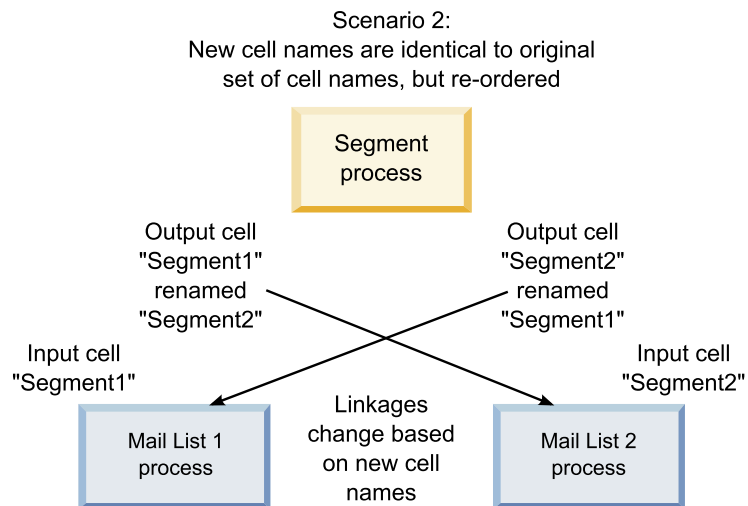 Scenario 2:
New cell names are identical to original
set of cell names, but re-ordered
Segment
process
Output cell
"Segment1"
renamed
"Segment2"
Output cell
"Segment2"
renamed
"Segment1"
Input cell
"Segment1"
Input cell
"Segment2"
Mail List 1
process
Linkages
change based
on new cell
names
Mail List 2
process